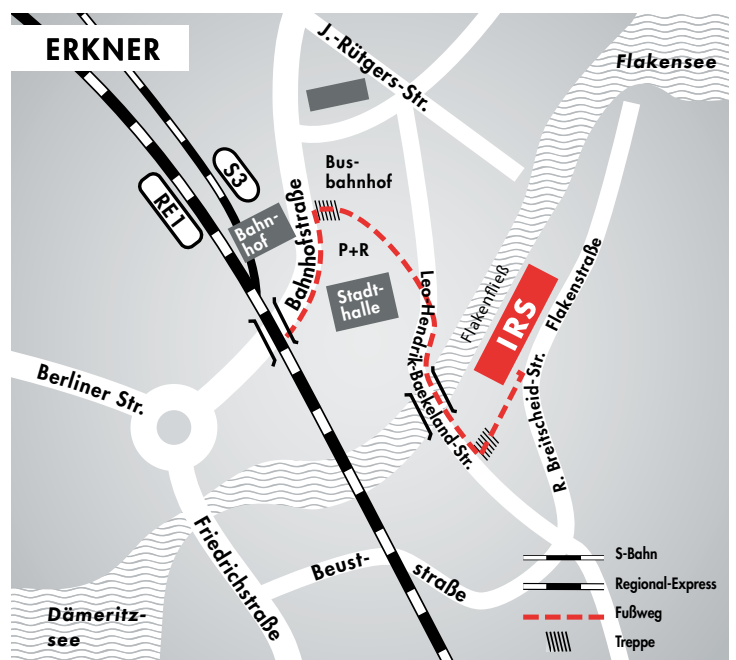 ERKNER
J.-Rütgers-Str.
Flakensee
Bus-
bahnhof
S3
RE1
Bahn-
hof
Bahnhofstraße
P+R
Stadt-
halle
Leo-Hendrik-Baekeland-Str.
Flakenfließ
IRS
Flakenstraße
R. Breitscheid-Str.
Berliner Str.
Friedrichstraße
Beust-
straße
Dämeritz-
see
S-Bahn
Regional-Express
Fußweg
Treppe